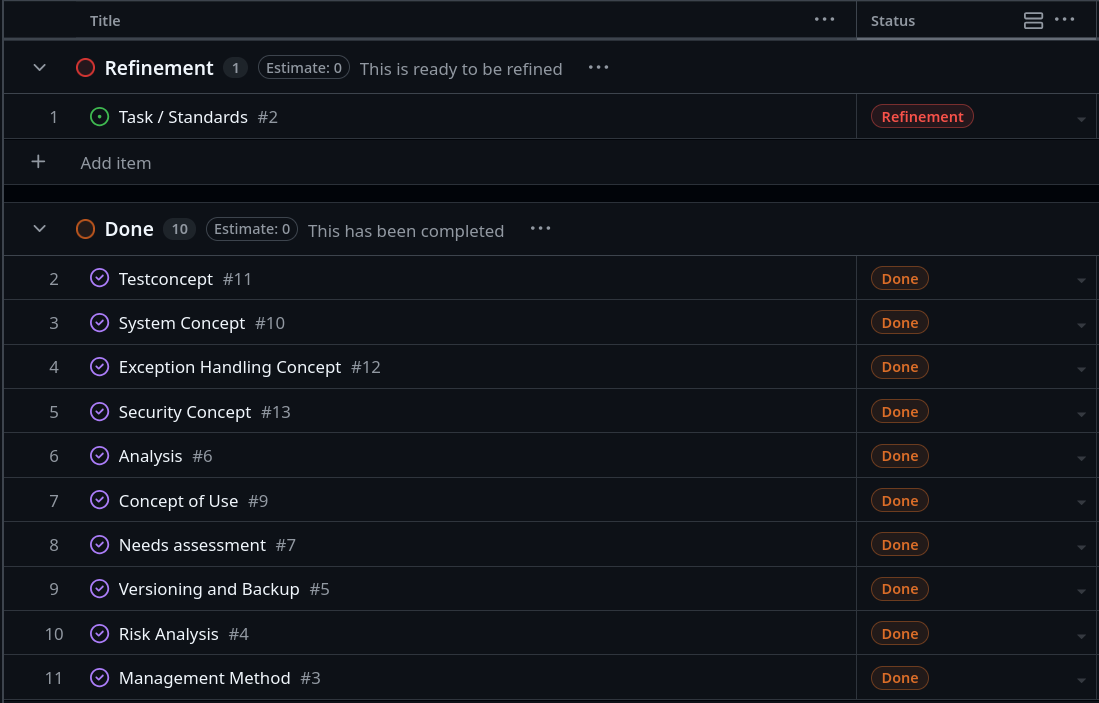 Title ... Status ...
Refinement 1 Estimate: 0 This is ready to be refined ...
1 Task / Standards #2 Refinement
+ Add item
Done 10 Estimate: 0 This has been completed ...
2 Testconcept #11 Done
3 System Concept #10 Done
4 Exception Handling Concept #12 Done
5 Security Concept #13 Done
6 Analysis #6 Done
7 Concept of Use #9 Done
8 Needs assessment #7 Done
9 Versioning and Backup #5 Done
10 Risk Analysis #4 Done
11 Management Method #3 Done